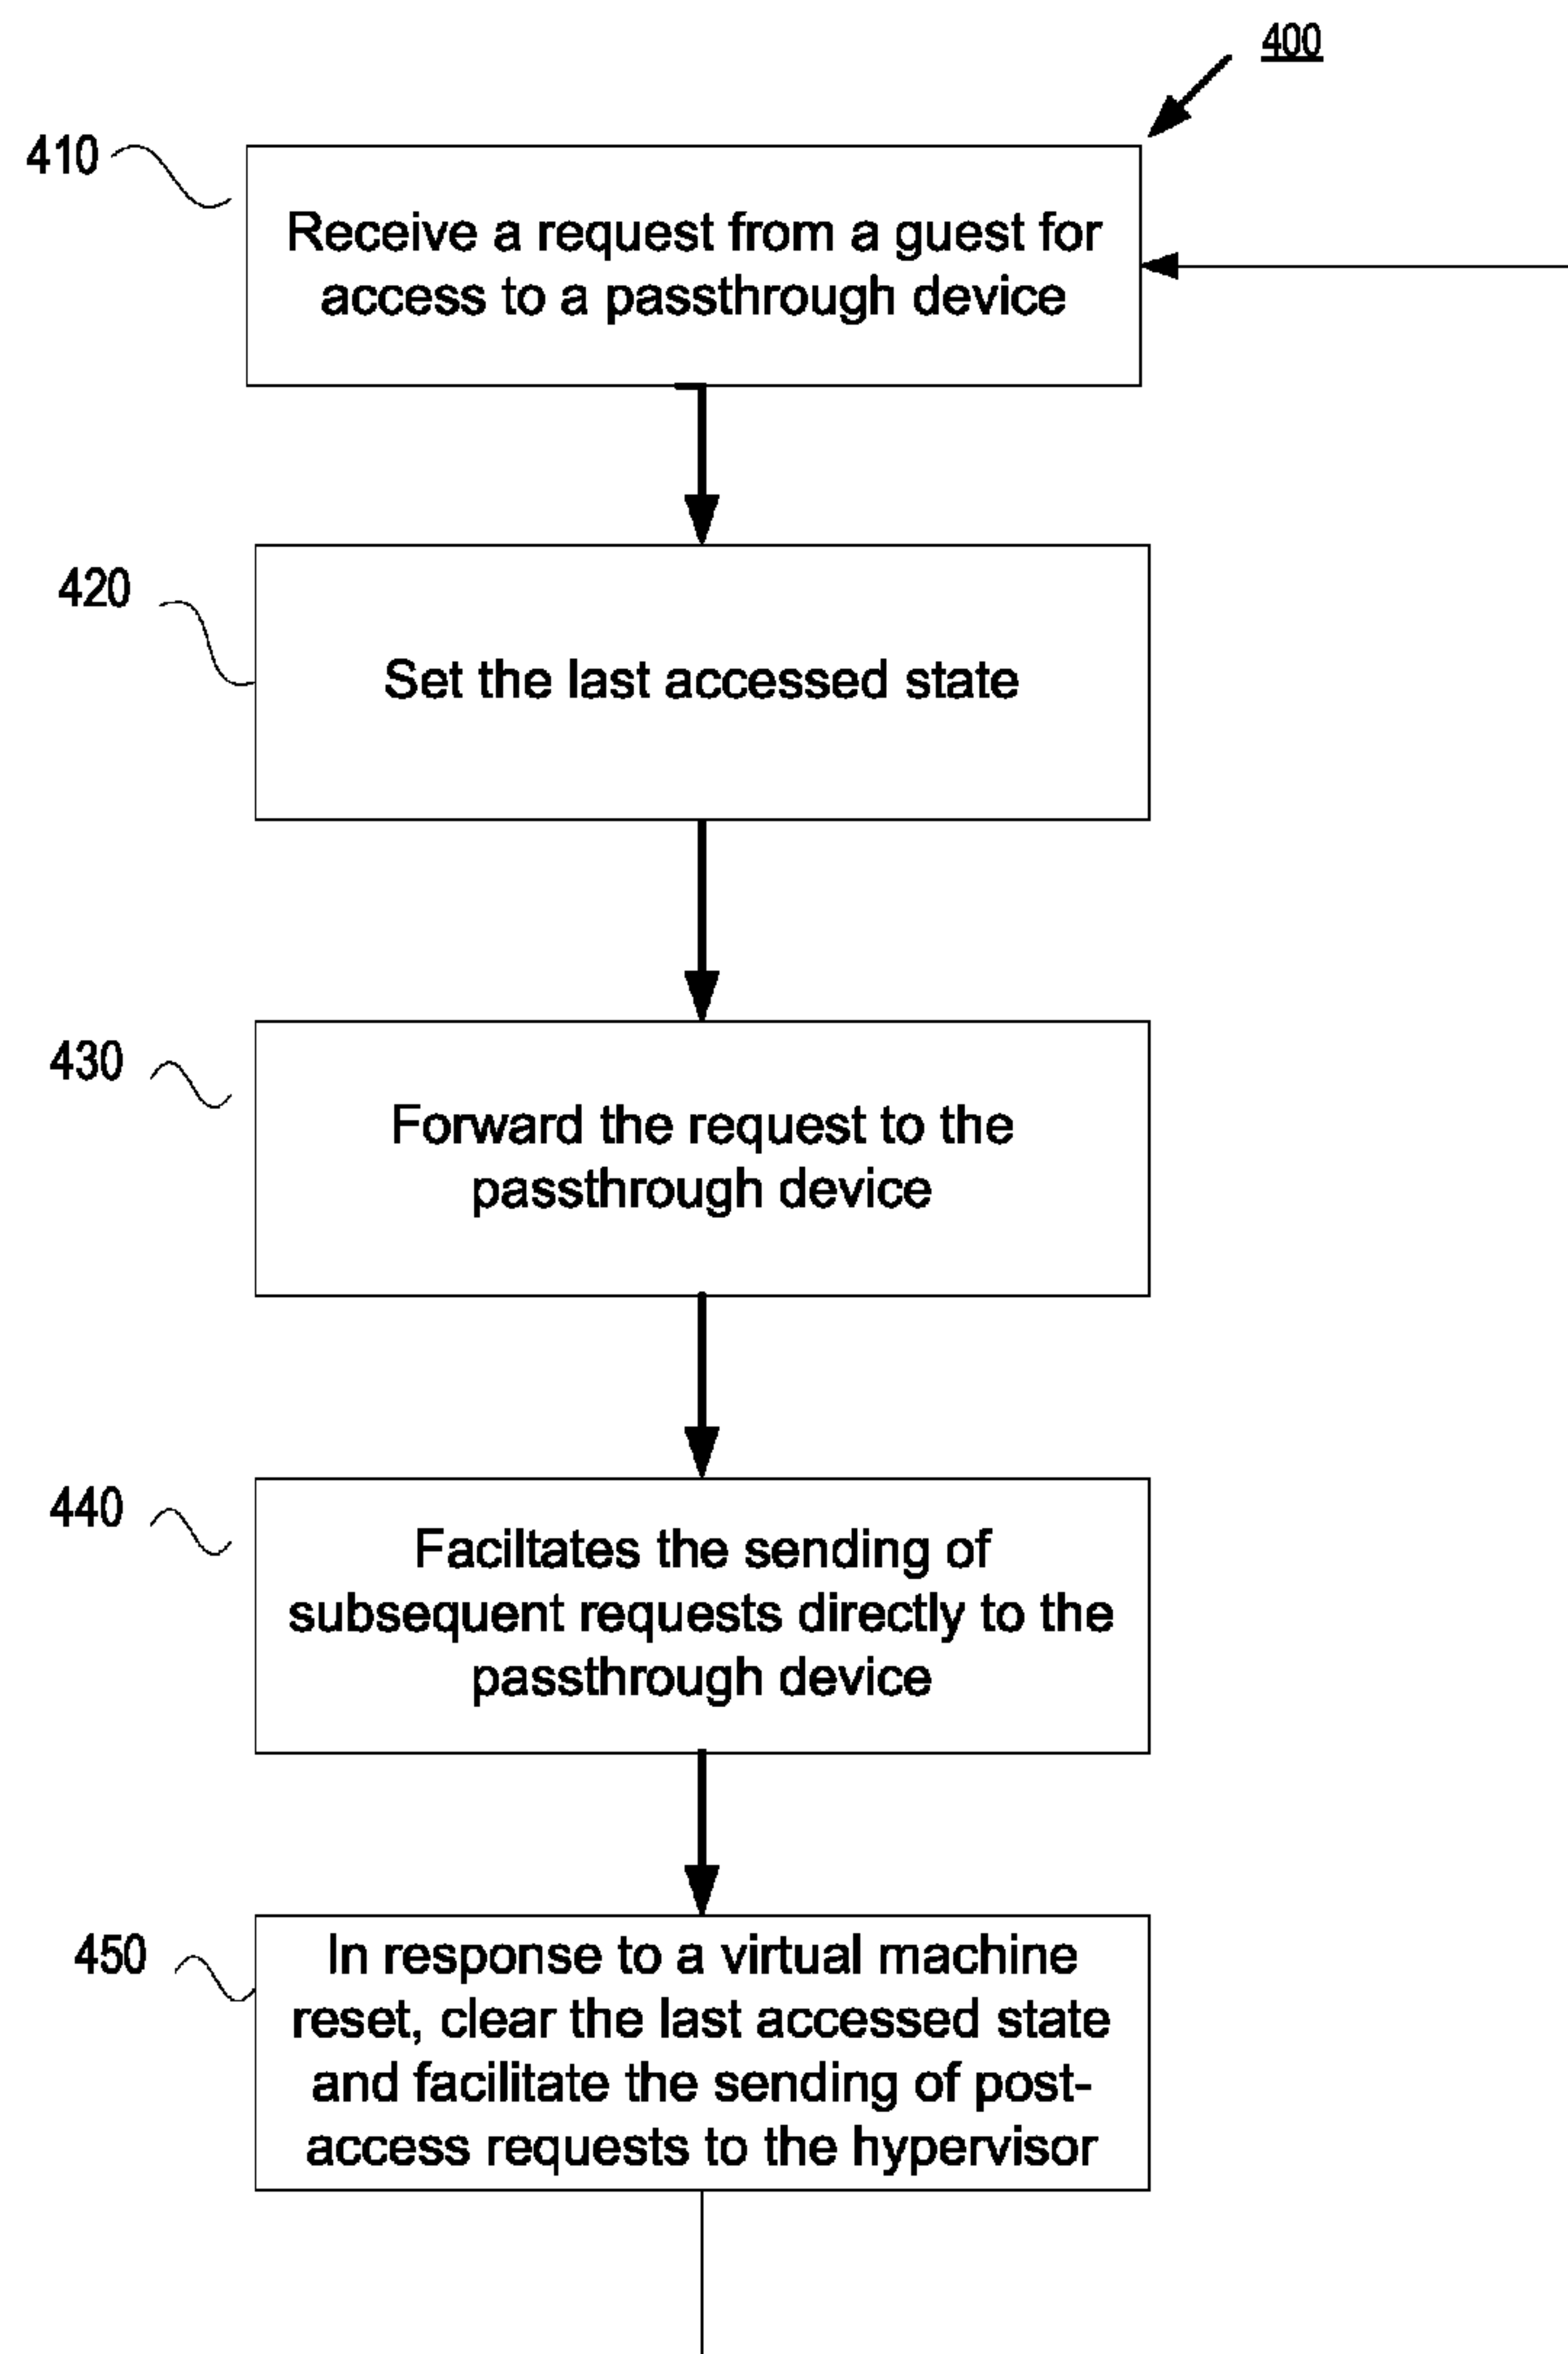 400
410
Receive a request from a guest for
access to a passthrough device
420
Set the last accessed state
430
Forward the request to the
passthrough device
440
Faciltates the sending of
subsequent requests directly to the
passthrough device
450
In response to a virtual machine
reset, clear the last accessed state
and facilitate the sending of post-
access requests to the hypervisor